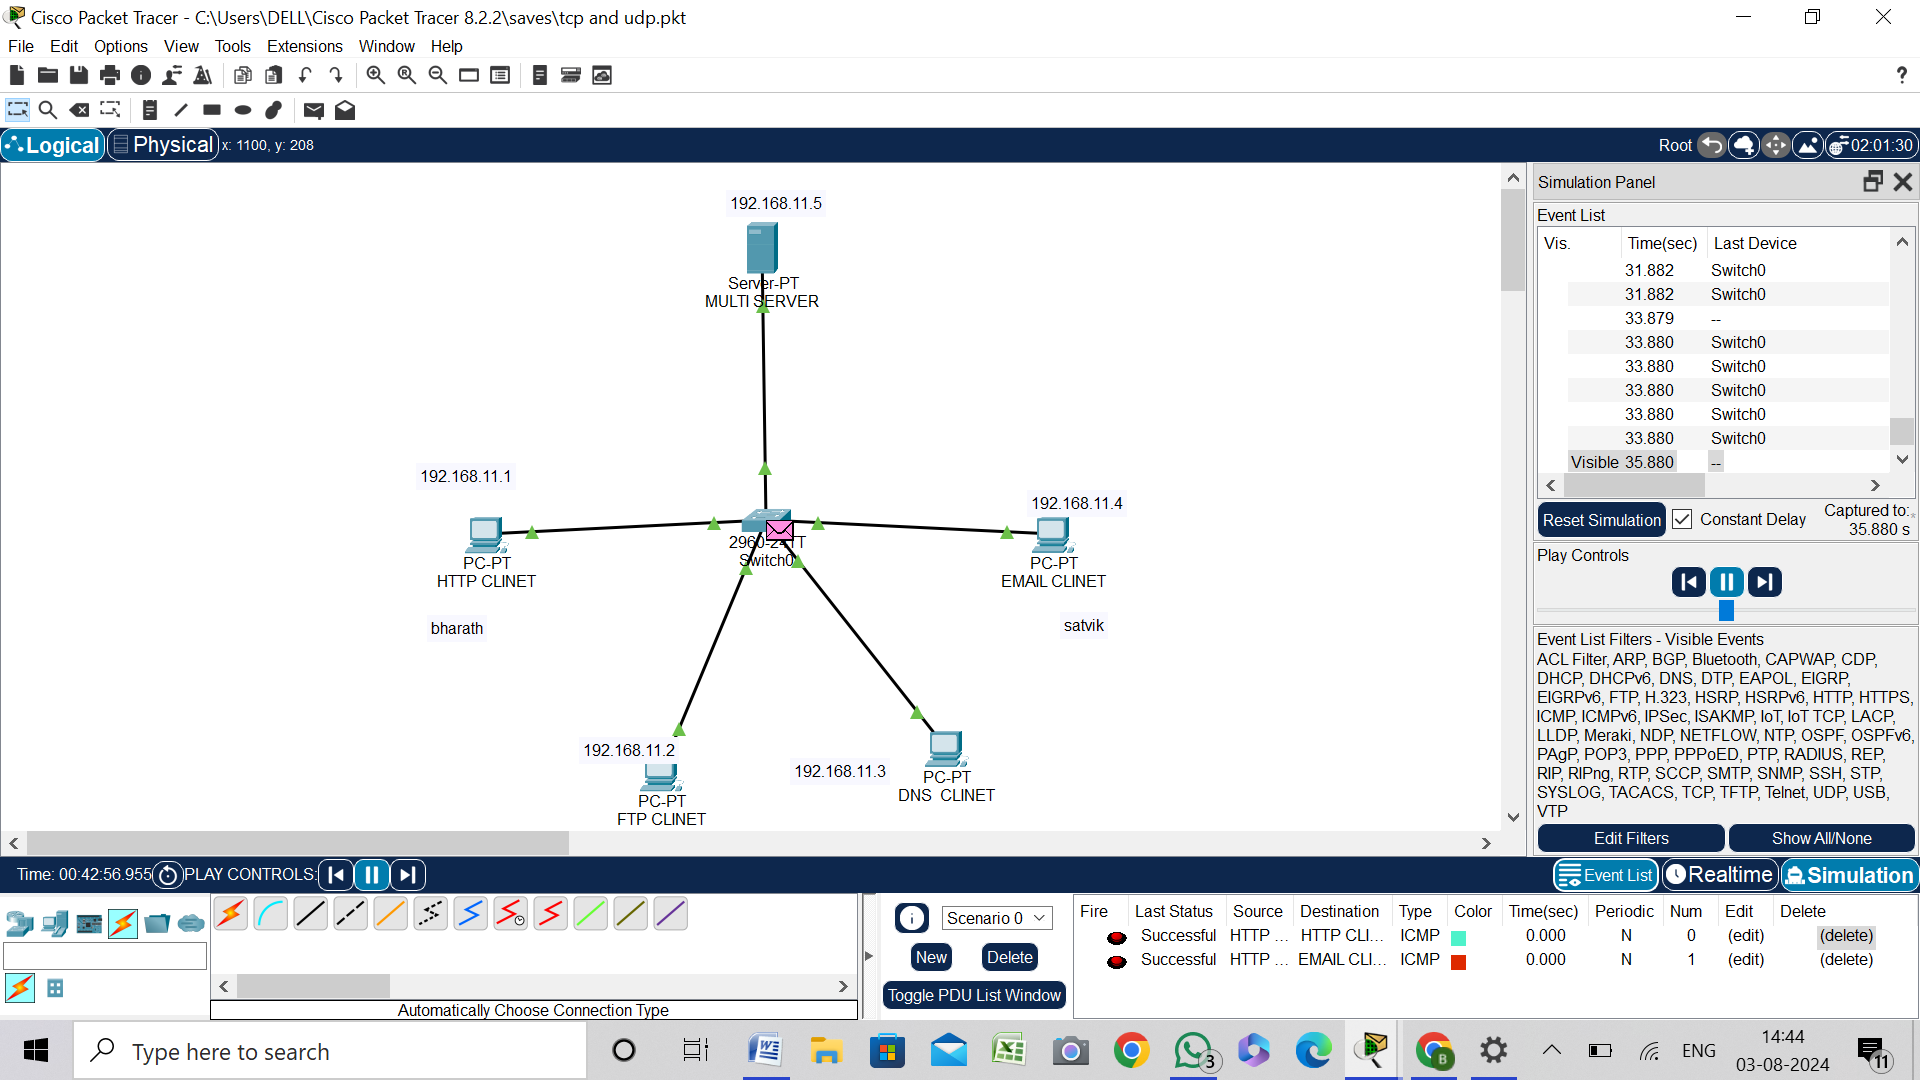 Cisco Packet Tracer - C:\Users\DELL\Cisco Packet Tracer 8.2.2\saves\tcp and udp.pkt
File Edit Options View Tools Extensions Window Help
?
Logical Physical x: 1100, y: 208 Root 02:01:30
192.168.11.5
Server-PT
MULTI SERVER
192.168.11.1
PC-PT
HTTP CLINET
bharath
2960-24TT
Switch0
192.168.11.4
PC-PT
EMAIL CLINET
satvik
192.168.11.2
PC-PT
FTP CLINET
192.168.11.3
PC-PT
DNS CLINET
Simulation Panel
Event List
Vis. Time(sec) Last Device
31.882 Switch0
31.882 Switch0
33.879 --
33.880 Switch0
33.880 Switch0
33.880 Switch0
33.880 Switch0
33.880 Switch0
Visible 35.880 --
Reset Simulation Constant Delay Captured to:*
35.880 s
Play Controls
Event List Filters - Visible Events
ACL Filter, ARP, BGP, Bluetooth, CAPWAP, CDP,
DHCP, DHCPv6, DNS, DTP, EAPOL, EIGRP,
EIGRPv6, FTP, H.323, HSRP, HSRPv6, HTTP, HTTPS,
ICMP, ICMPv6, IPSec, ISAKMP, IoT, IoT TCP, LACP,
LLDP, Meraki, NDP, NETFLOW, NTP, OSPF, OSPFv6,
PAgP, POP3, PPP, PPPoED, PTP, RADIUS, REP,
RIP, RIPng, RTP, SCCP, SMTP, SNMP, SSH, STP,
SYSLOG, TACACS, TCP, TFTP, Telnet, UDP, USB,
VTP
Edit Filters Show All/None
Time: 00:42:56.955 PLAY CONTROLS: Event List Realtime Simulation
Automatically Choose Connection Type
Scenario 0
New Delete
Toggle PDU List Window
Fire Last Status Source Destination Type Color Time(sec) Periodic Num Edit Delete
Successful HTTP ... HTTP CLI... ICMP 0.000 N 0 (edit) (delete)
Successful HTTP ... EMAIL CLI... ICMP 0.000 N 1 (edit) (delete)
Type here to search
3
B
ENG
14:44
03-08-2024
11